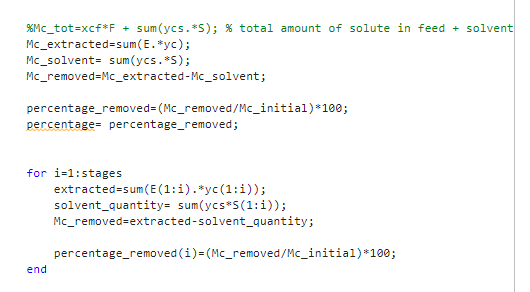 %Mc_tot=xcf*F + sum(ycs.*S); % total amount of solute in feed + solvent
Mc_extracted=sum(E.*yc);
Mc_solvent= sum(ycs.*S);
Mc_removed=Mc_extracted-Mc_solvent;
percentage_removed=(Mc_removed/Mc_initial)*100;
percentage= percentage_removed;
for i=1:stages
extracted=sum(E(1:i).*yc(1:i));
solvent_quantity= sum(ycs*S(1:i));
Mc_removed=extracted-solvent_quantity;
percentage_removed(i)=(Mc_removed/Mc_initial)*100;
end